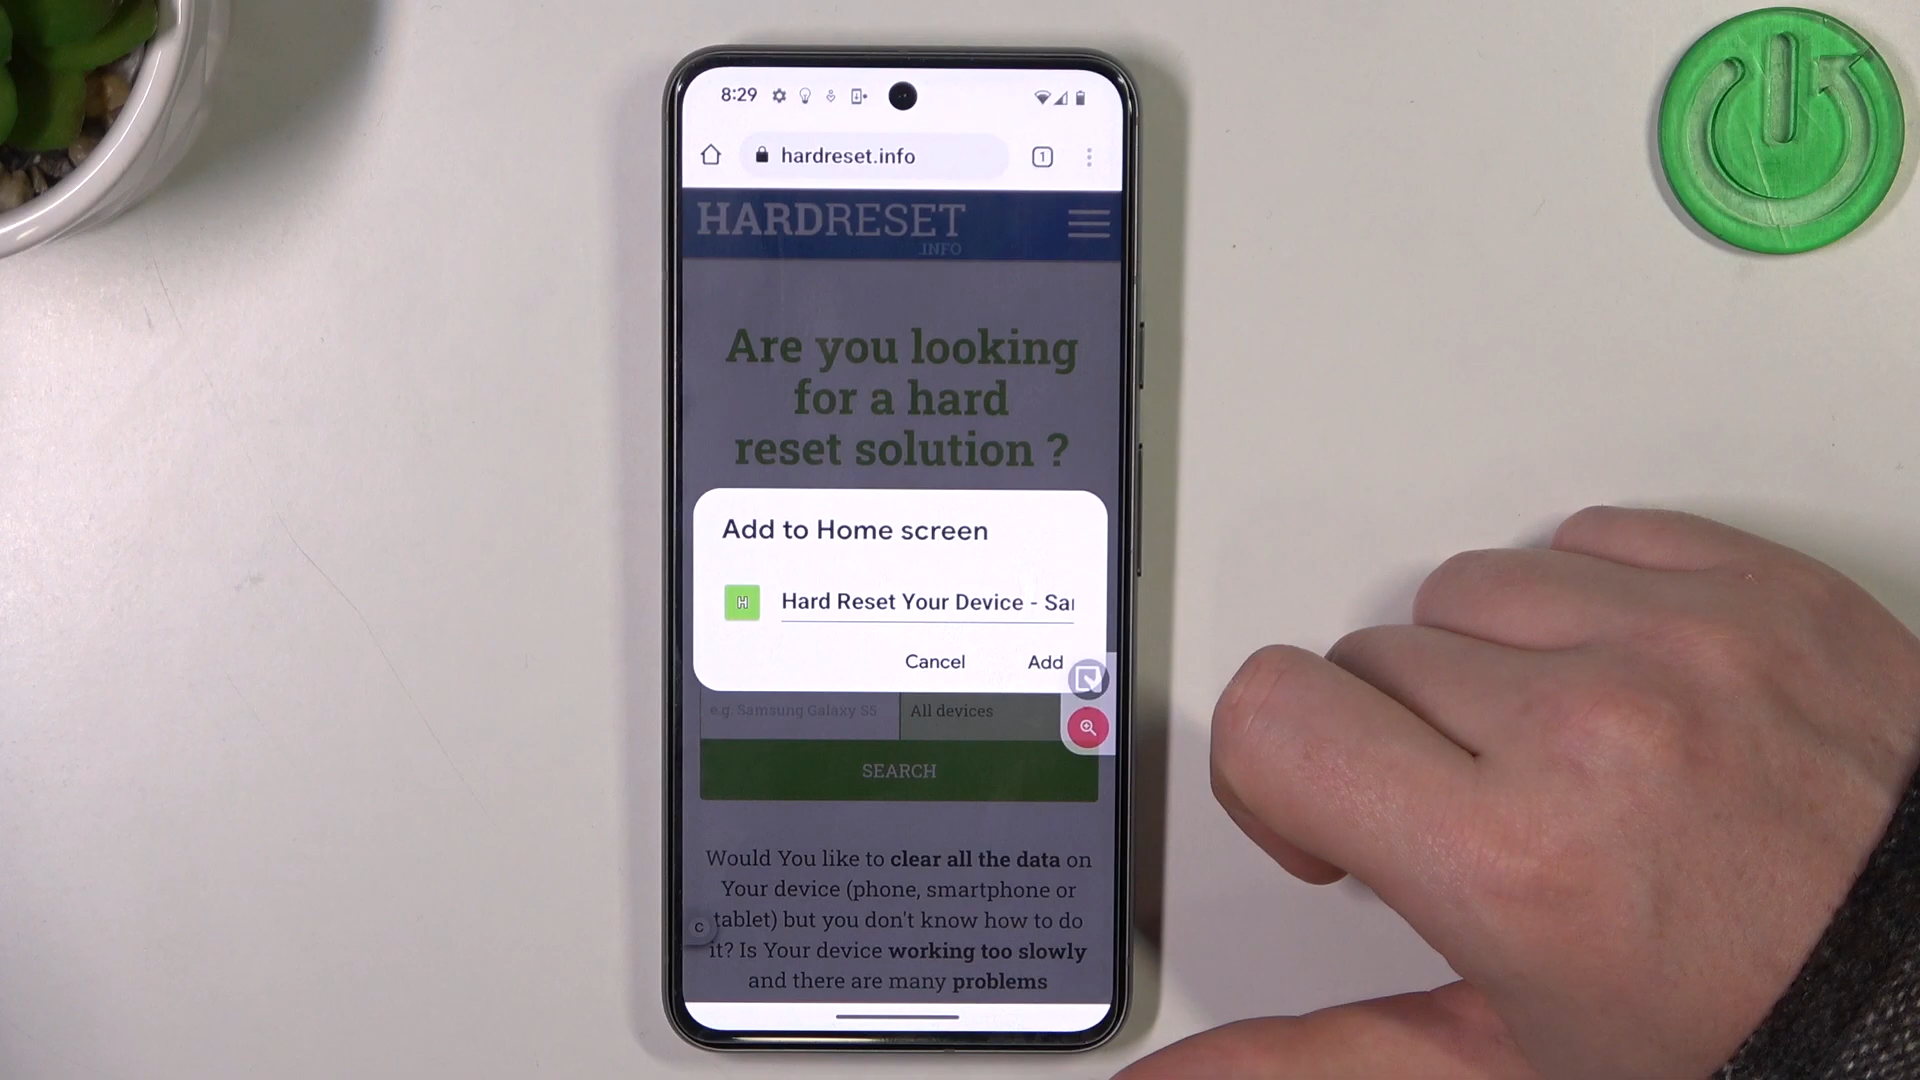 8:29
hardreset.info
1
HARDRESET
.INFO
Are you looking
for a hard
reset solution ?
Add to Home screen
H
Hard Reset Your Device - Sa
Cancel
Add
e.g. Samsung Galaxy S5
All devices
SEARCH
Would You like to clear all the data on
Your device (phone, smartphone or
tablet) but you don't know how to do
it? Is Your device working too slowly
and there are many problems
C